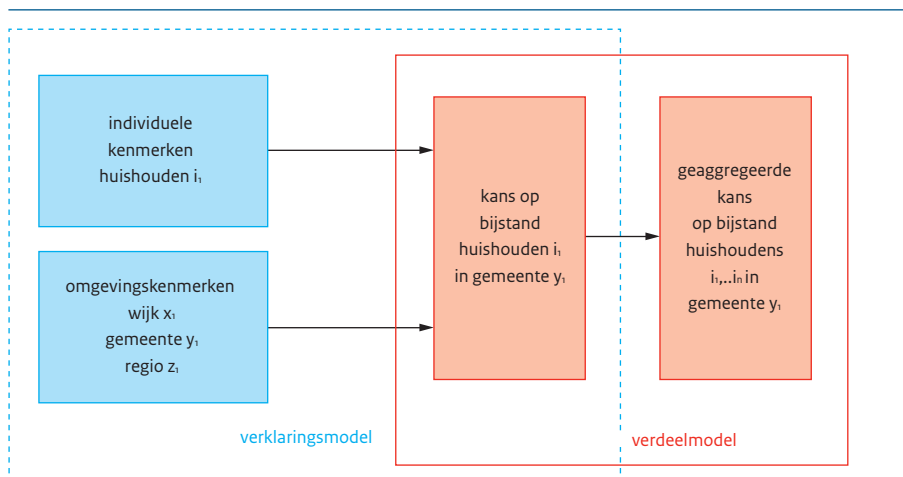 individuele
kenmerken
huishouden i₁
omgevingskenmerken
wijk x₁
gemeente y₁
regio z₁
kans op
bijstand
huishouden i₁
in gemeente y₁
geaggregeerde
kans
op bijstand
huishoudens
i₁,..iₙ in
gemeente y₁
verklaringsmodel
verdeelmodel